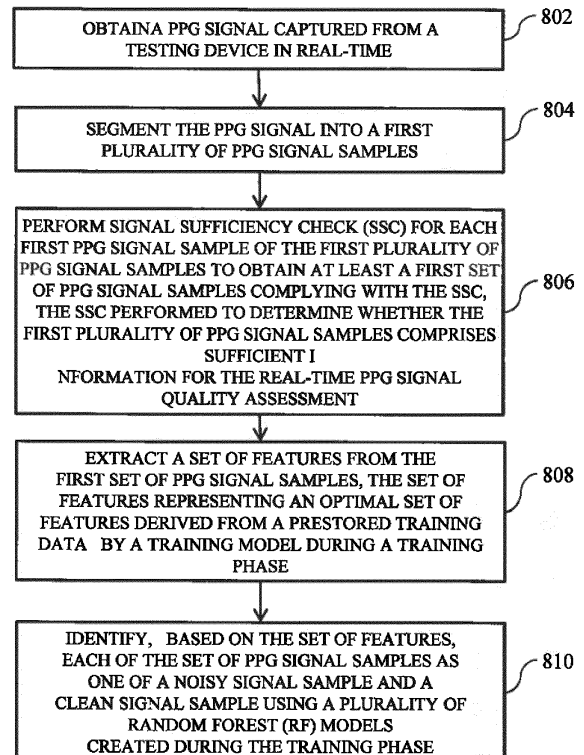 OBTAINA PPG SIGNAL CAPTURED FROM A
TESTING DEVICE IN REAL-TIME
802
SEGMENT THE PPG SIGNAL INTO A FIRST
PLURALITY OF PPG SIGNAL SAMPLES
804
PERFORM SIGNAL SUFFICIENCY CHECK (SSC) FOR EACH
FIRST PPG SIGNAL SAMPLE OF THE FIRST PLURALITY OF
PPG SIGNAL SAMPLES TO OBTAIN AT LEAST A FIRST SET
OF PPG SIGNAL SAMPLES COMPLYING WITH THE SSC,
THE SSC PERFORMED TO DETERMINE WHETHER THE
FIRST PLURALITY OF PPG SIGNAL SAMPLES COMPRISES
SUFFICIENT I
NFORMATION FOR THE REAL-TIME PPG SIGNAL
QUALITY ASSESSMENT
806
EXTRACT A SET OF FEATURES FROM THE
FIRST SET OF PPG SIGNAL SAMPLES, THE SET OF
FEATURES REPRESENTING AN OPTIMAL SET OF
FEATURES DERIVED FROM A PRESTORED TRAINING
DATA BY A TRAINING MODEL DURING A TRAINING
PHASE
808
IDENTIFY, BASED ON THE SET OF FEATURES,
EACH OF THE SET OF PPG SIGNAL SAMPLES AS
ONE OF A NOISY SIGNAL SAMPLE AND A
CLEAN SIGNAL SAMPLE USING A PLURALITY OF
RANDOM FOREST (RF) MODELS
CREATED DURING THE TRAINING PHASE
810